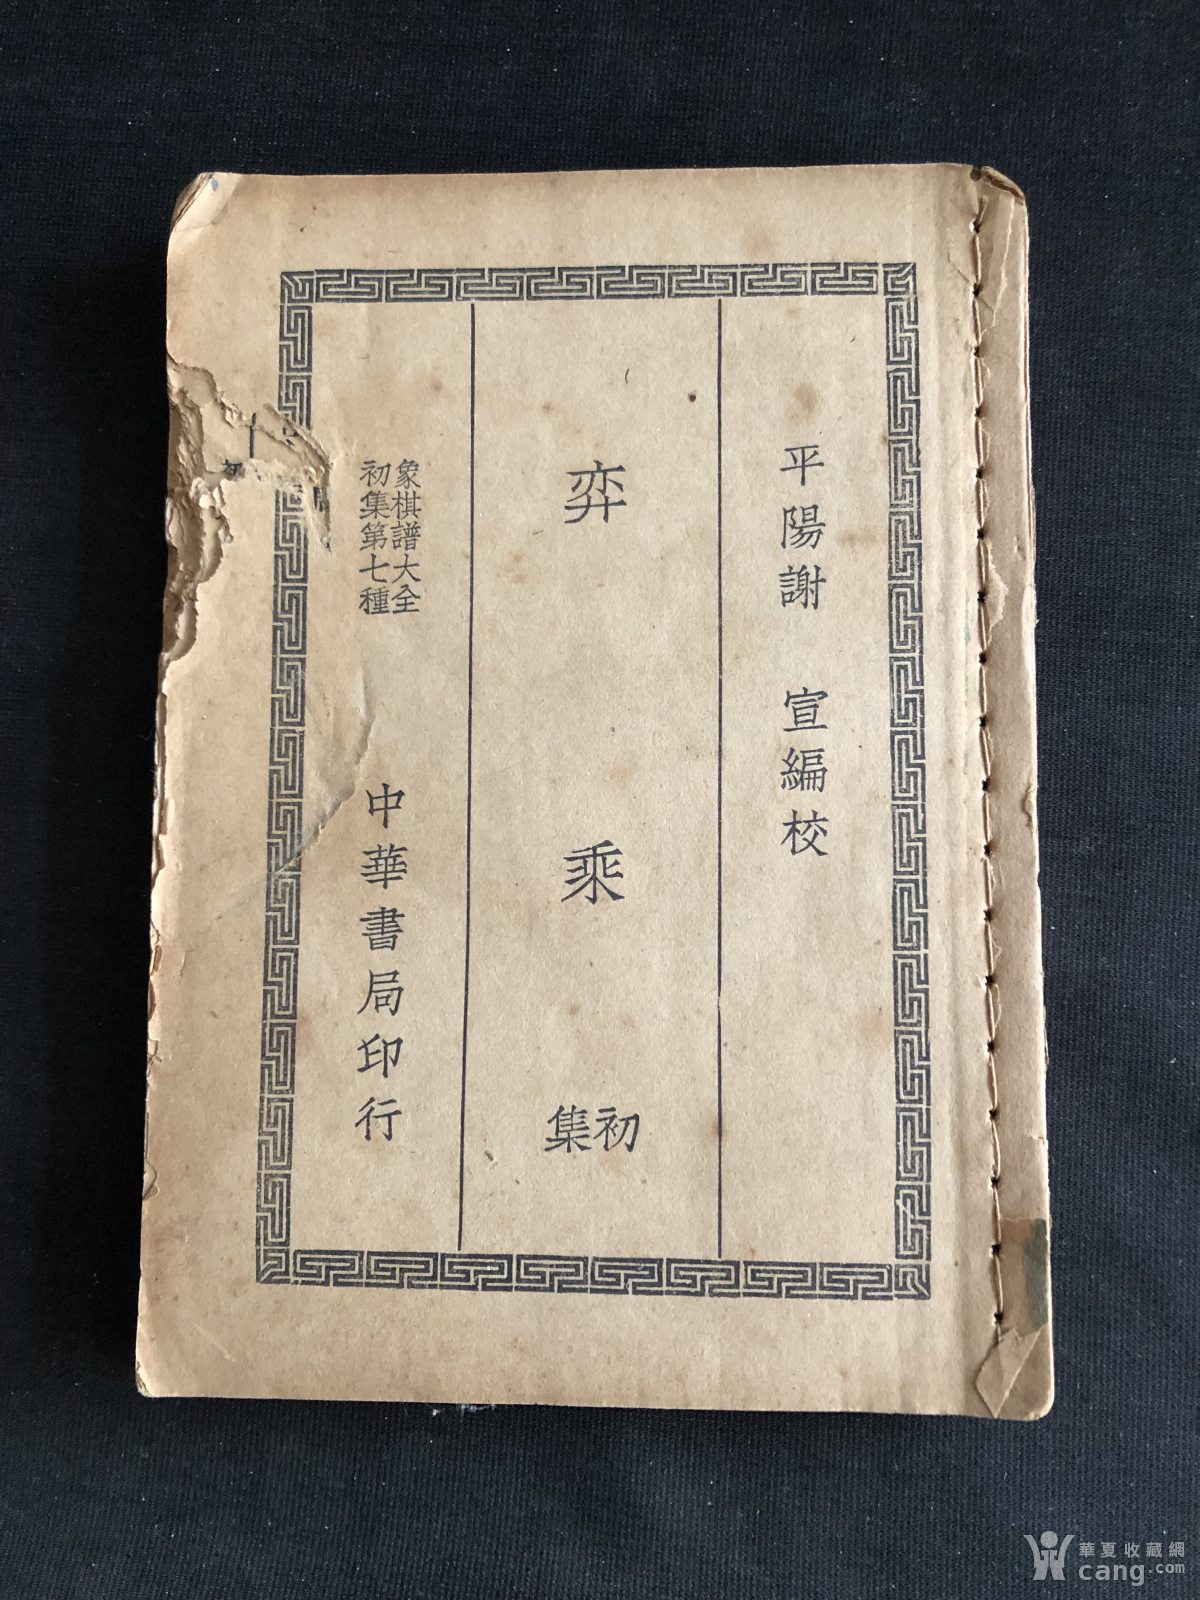 平陽謝 宣編校
弈乘
初集
象棋譜大全
初集第七種
中華書局印行
華夏收藏網
cang.com